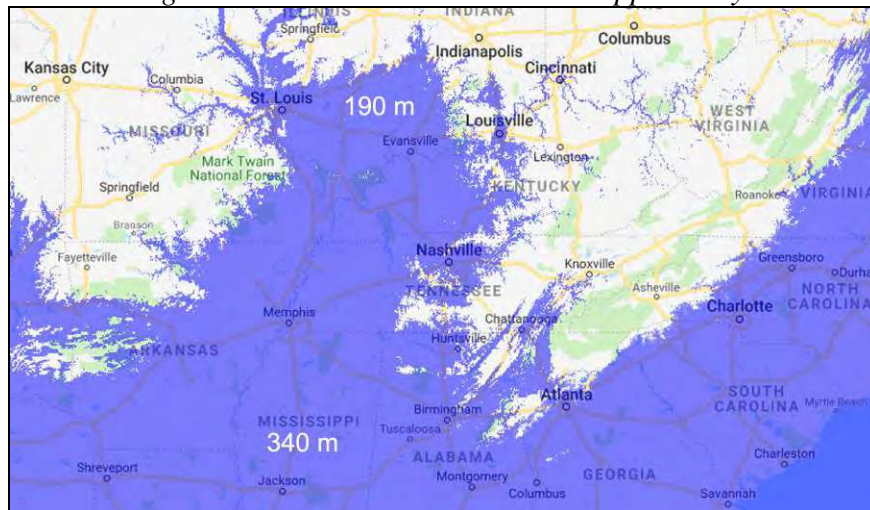 ILLINOIS
INDIANA
Springfield
Indianapolis
Columbus
Kansas City
Columbia
Cincinnati
Lawrence
St. Louis
190 m
WEST
VIRGINIA
MISSOURI
Louisville
Evansville
Mark Twain
National Forest
Lexington
Springfield
KENTUCKY
Roanoke
VIRGINIA
Branson
Nashville
Fayetteville
Greensboro
Durha
Knoxville
TENNESSEE
Asheville
NORTH
CAROLINA
Charlotte
Memphis
Chattanooga
ARKANSAS
Huntsville
SOUTH
CAROLINA
Atlanta
Myrtle Beach
Birmingham
MISSISSIPPI
Tuscaloosa
340 m
ALABAMA
Charleston
Shreveport
GEORGIA
Jackson
Montgomery
Columbus
Savannah